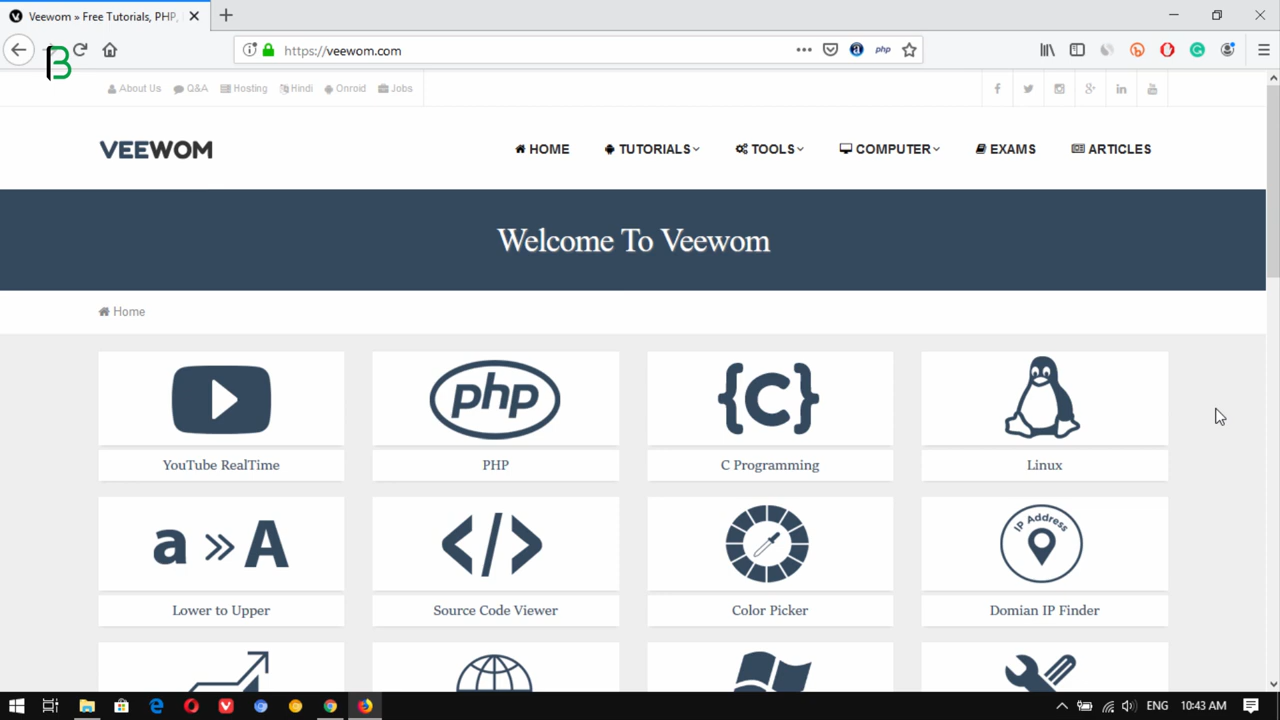 Veewom » Free Tutorials, PHP,
https://veewom.com
php
About Us Q&A Hosting Hindi Onroid Jobs
VEEWOM
HOME TUTORIALS TOOLS COMPUTER EXAMS ARTICLES
Welcome To Veewom
Home
php
{C}
YouTube RealTime
PHP
C Programming
Linux
a » A
</>
IP Address
Lower to Upper
Source Code Viewer
Color Picker
Domian IP Finder
ENG 10:43 AM